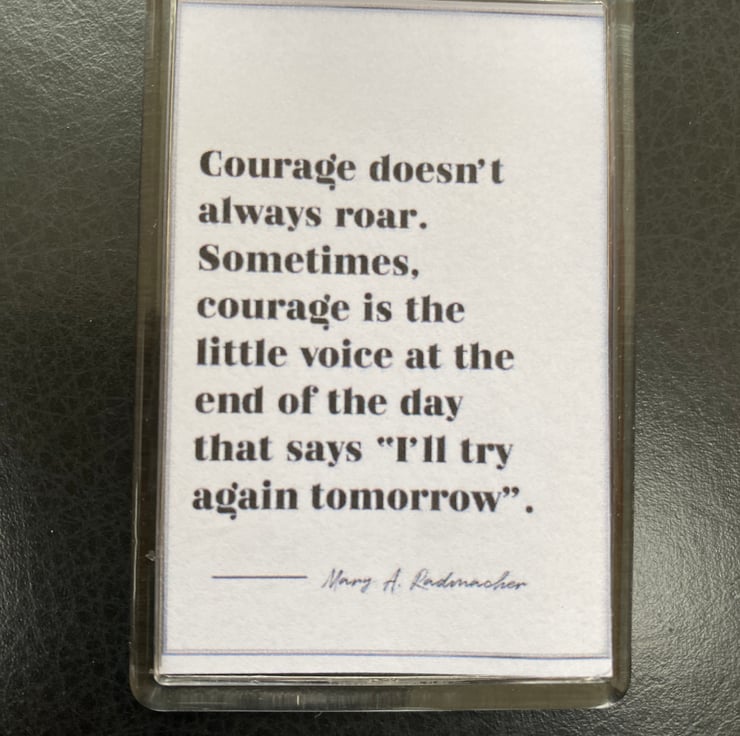 Courage doesn’t
always roar.
Sometimes,
courage is the
little voice at the
end of the day
that says “I’ll try
again tomorrow”.
Mary A. Radmacher